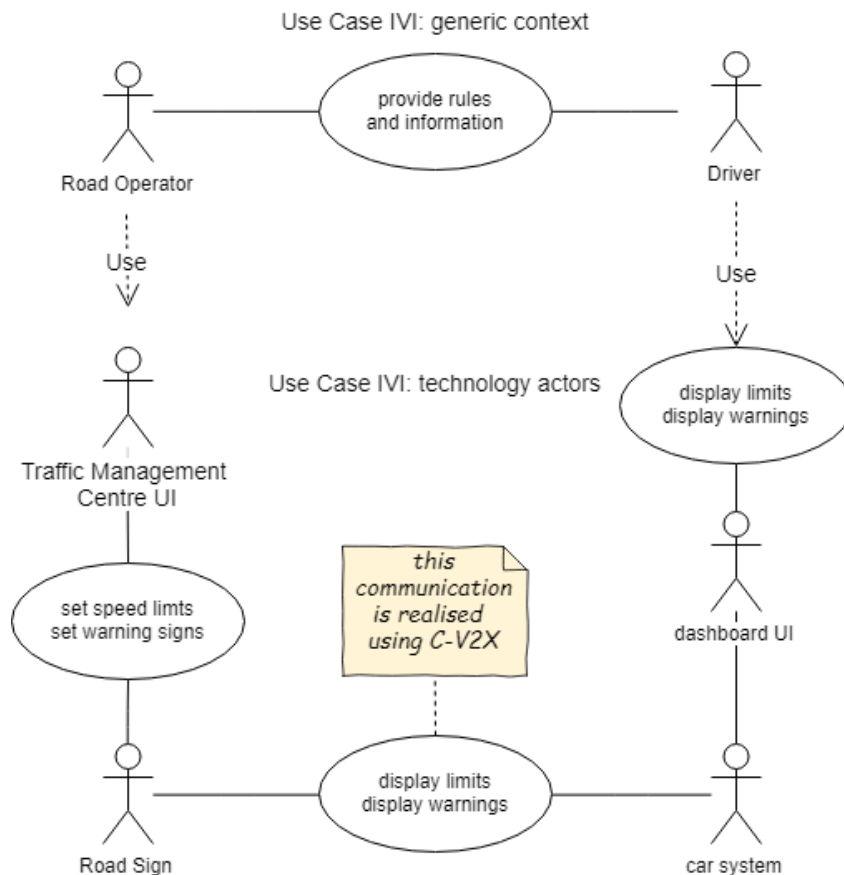 Use Case IVI: generic context
provide rules
and information
Road Operator
Driver
Use
Use
Use Case IVI: technology actors
display limits
display warnings
Traffic Management
Centre UI
this
communication
is realised
using C-V2X
set speed limts
set warning signs
dashboard UI
display limits
display warnings
Road Sign
car system